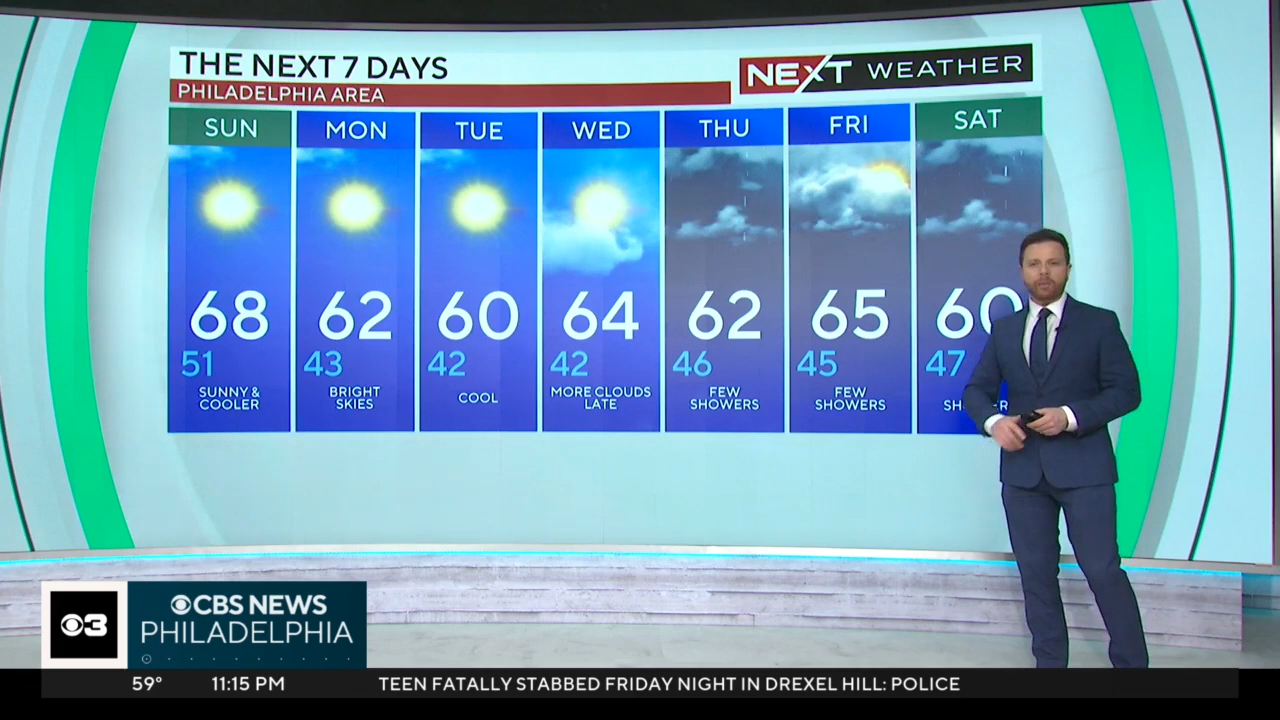 THE NEXT 7 DAYS
PHILADELPHIA AREA
NEXT WEATHER
SUN MON TUE WED THU FRI SAT
68 62 60 64 62 65 60
51 43 42 42 46 45 47
SUNNY &
COOLER
BRIGHT
SKIES
COOL
MORE CLOUDS
LATE
FEW
SHOWERS
FEW
SHOWERS
3
CBS NEWS
PHILADELPHIA
59° 11:15 PM TEEN FATALLY STABBED FRIDAY NIGHT IN DREXEL HILL: POLICE